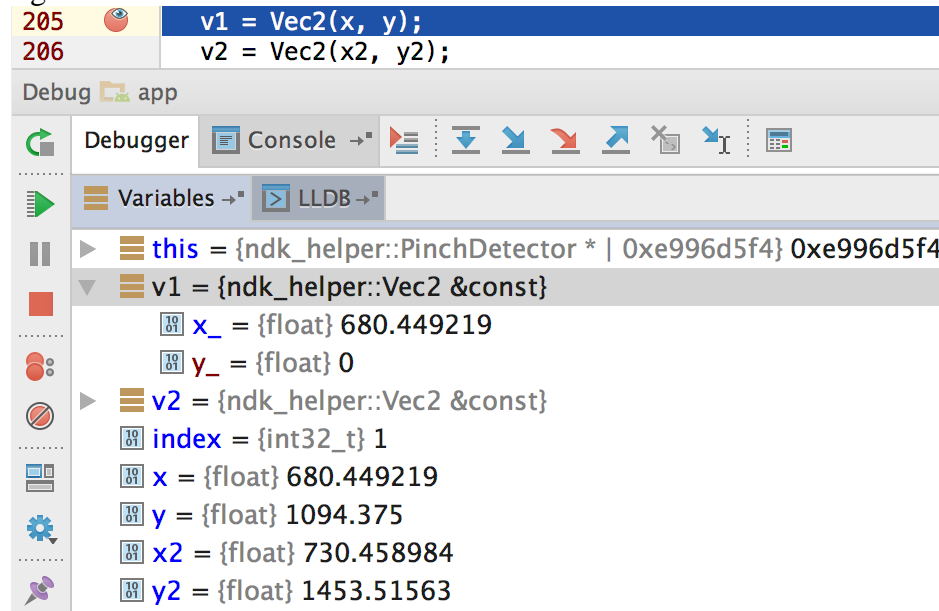 205 v1 = Vec2(x, y);
206 v2 = Vec2(x2, y2);
Debug app
Debugger Console
Variables LLDB
this = {ndk_helper::PinchDetector * | 0xe996d5f4} 0xe996d5f4
v1 = {ndk_helper::Vec2 &const}
x_ = {float} 680.449219
y_ = {float} 0
v2 = {ndk_helper::Vec2 &const}
index = {int32_t} 1
x = {float} 680.449219
y = {float} 1094.375
x2 = {float} 730.458984
y2 = {float} 1453.51563